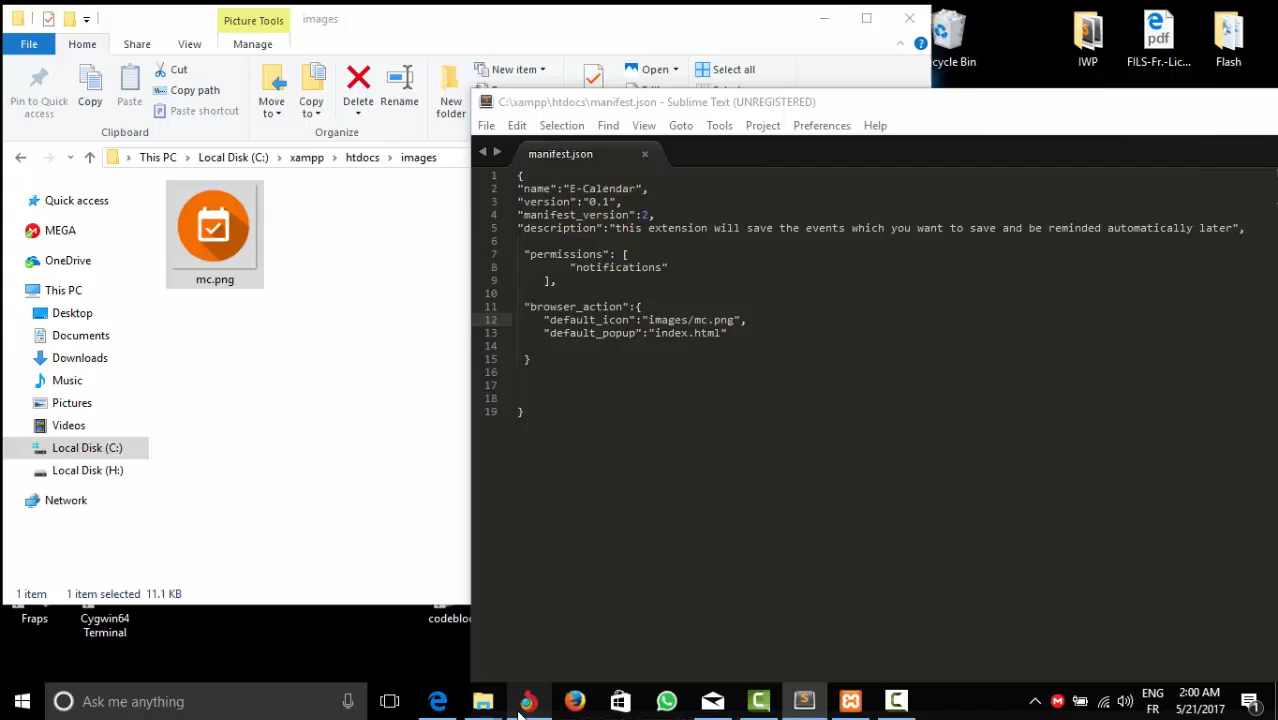 Picture Tools
images
File
Home
Share
View
Manage
Pin to Quick access
Copy
Paste
Cut
Copy path
Paste shortcut
Clipboard
Move to
Copy to
Delete
Rename
Organize
New folder
New item
Open
Select all
This PC
Local Disk (C:)
xampp
htdocs
images
Quick access
MEGA
OneDrive
This PC
Desktop
Documents
Downloads
Music
Pictures
Videos
Local Disk (C:)
Local Disk (H:)
Network
mc.png
1 item
1 item selected 11.1 KB
ycle Bin
IWP
FILS-Fr.-Lic...
Flash
C:\xampp\htdocs\manifest.json - Sublime Text (UNREGISTERED)
File Edit Selection Find View Goto Tools Project Preferences Help
manifest.json
1 {
2 "name":"E-Calendar",
3 "version":"0.1",
4 "manifest_version":2,
5 "description":"this extension will save the events which you want to save and be reminded automatically later",
6
7 "permissions": [
8 "notifications"
9 ],
10
11 "browser_action":{
12 "default_icon":"images/mc.png",
13 "default_popup":"index.html"
14
15 }
16
17
18
19 }
Fraps
Cygwin64 Terminal
codebloc
Ask me anything
ENG
FR
2:00 AM
5/21/2017
1